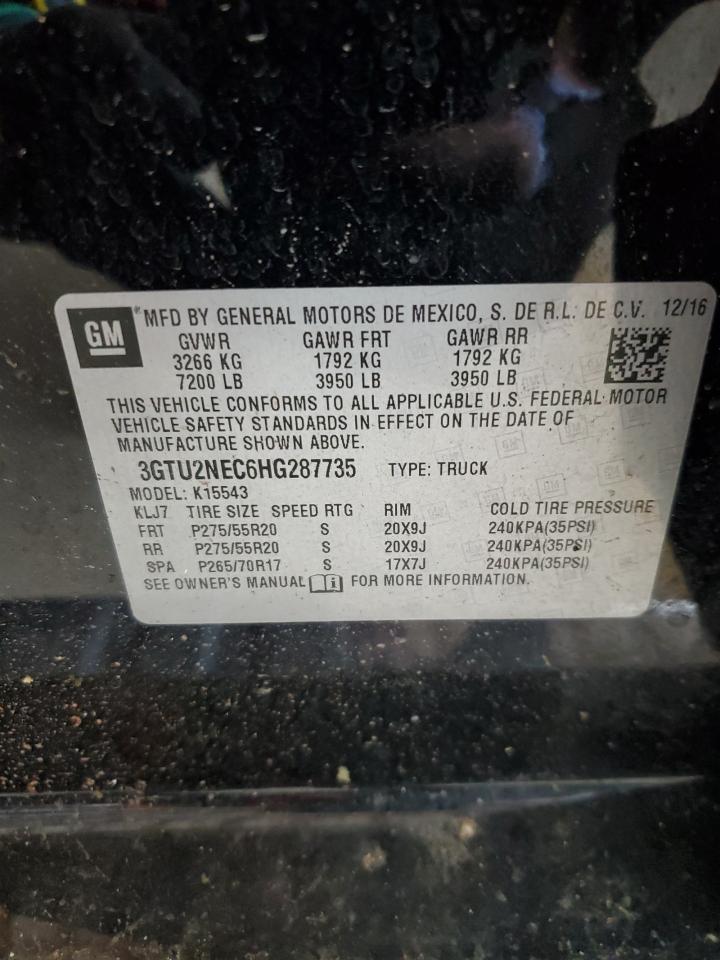 GM
*MFD BY GENERAL MOTORS DE MEXICO, S. DE R.L. DE C.V. 12/16
GVWR GAWR FRT GAWR RR
3266 KG 1792 KG 1792 KG
7200 LB 3950 LB 3950 LB
THIS VEHICLE CONFORMS TO ALL APPLICABLE U.S. FEDERAL MOTOR
VEHICLE SAFETY STANDARDS IN EFFECT ON THE DATE OF
MANUFACTURE SHOWN ABOVE.
3GTU2NEC6HG287735 TYPE: TRUCK
MODEL: K15543
KLJ7 TIRE SIZE SPEED RTG RIM COLD TIRE PRESSURE
FRT P275/55R20 S 20X9J 240KPA(35PSI)
RR P275/55R20 S 20X9J 240KPA(35PSI)
SPA P265/70R17 S 17X7J 240KPA(35PSI)
SEE OWNER'S MANUAL FOR MORE INFORMATION.